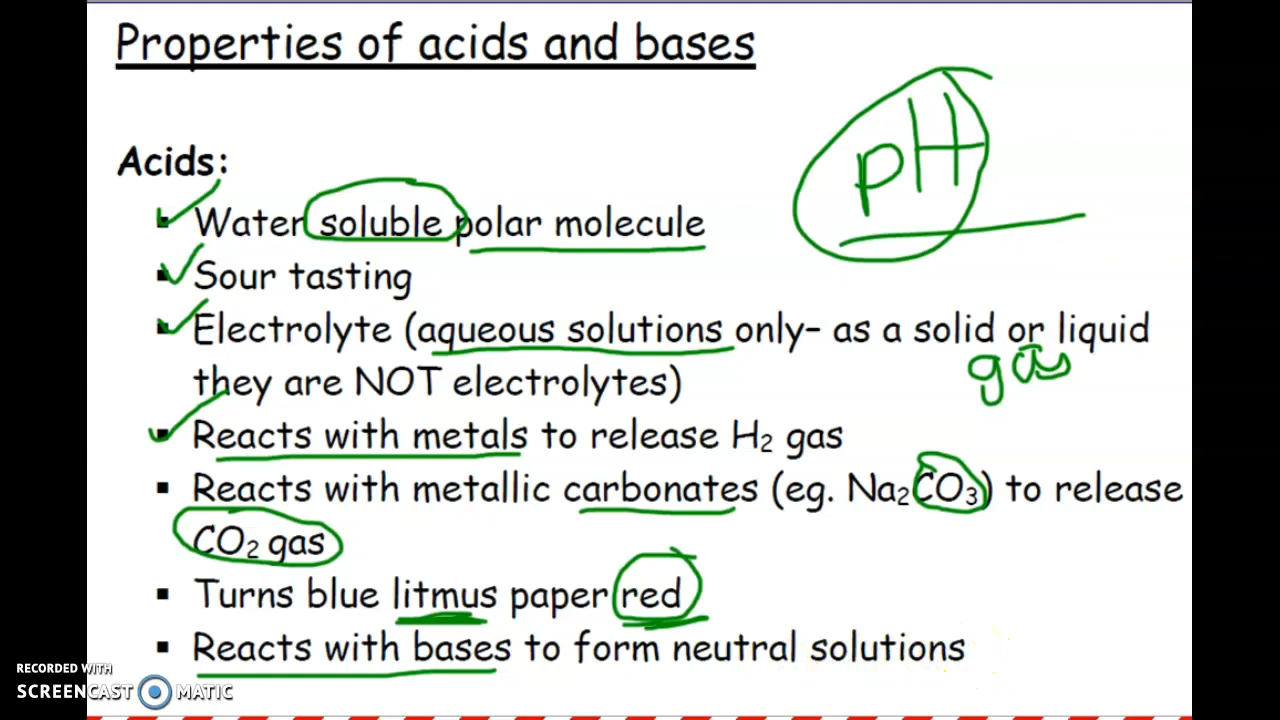 Properties of acids and bases
pH
Acids:
▪ Water soluble polar molecule
▪ Sour tasting
▪ Electrolyte (aqueous solutions only– as a solid or liquid
gas
they are NOT electrolytes)
▪ Reacts with metals to release H₂ gas
▪ Reacts with metallic carbonates (eg. Na₂CO₃) to release
CO₂ gas
▪ Turns blue litmus paper red
▪ Reacts with bases to form neutral solutions
RECORDED WITH
SCREENCAST MATIC